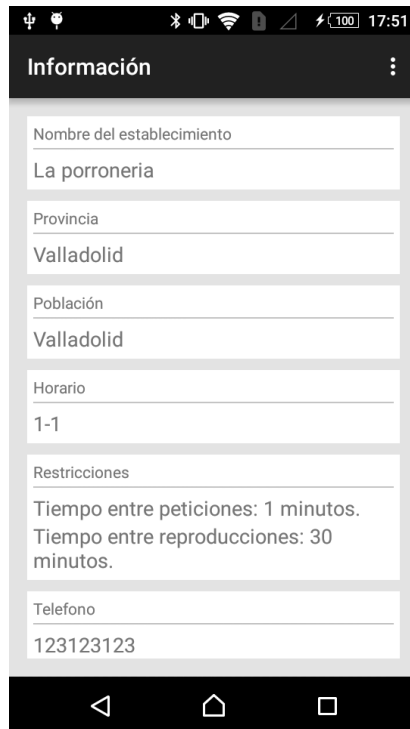 100 17:51
Información
Nombre del establecimiento
La porroneria
Provincia
Valladolid
Población
Valladolid
Horario
1-1
Restricciones
Tiempo entre peticiones: 1 minutos.
Tiempo entre reproducciones: 30
minutos.
Telefono
123123123